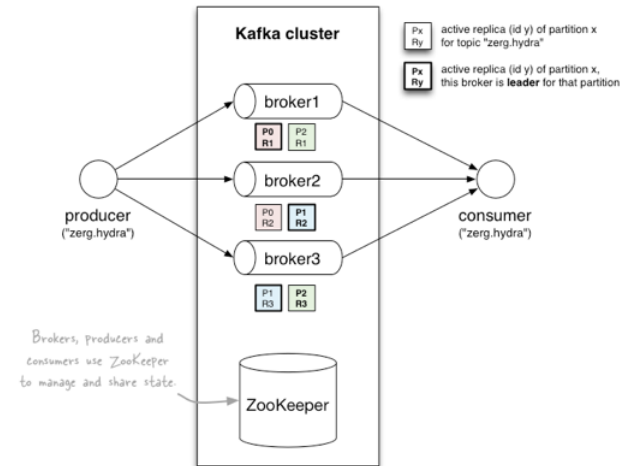 Kafka cluster
Px
Ry
active replica (id y) of partition x
for topic "zerg.hydra"
Px
Ry
active replica (id y) of partition x,
this broker is leader for that partition
broker1
P0
R1
P2
R1
broker2
P0
R2
P1
R2
broker3
P1
R3
P2
R3
producer
("zerg.hydra")
consumer
("zerg.hydra")
Brokers, producers and
consumers use ZooKeeper
to manage and share state.
ZooKeeper